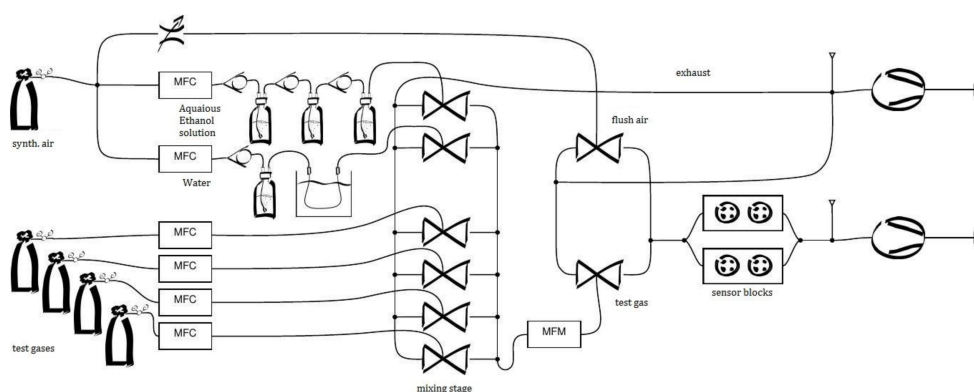 MFC
exhaust
Aquaious
Ethanol
solution
synth. air
flush air
MFC
Water
MFC
MFC
MFC
sensor blocks
test gas
MFC
MFM
test gases
mixing stage